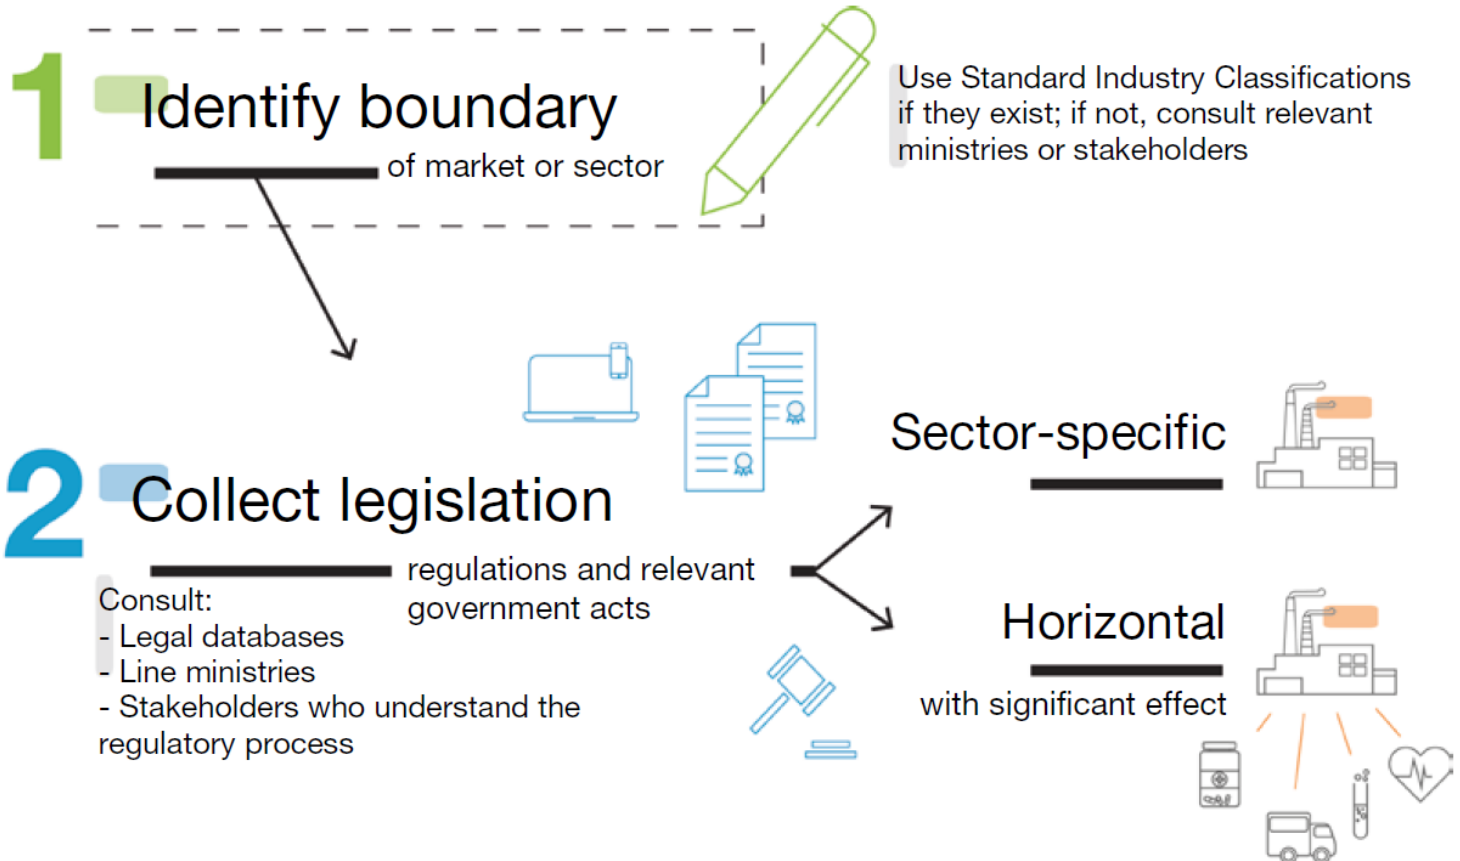 1
Identify boundary
of market or sector
Use Standard Industry Classifications
if they exist; if not, consult relevant
ministries or stakeholders
2
Collect legislation
regulations and relevant
government acts
Consult:
- Legal databases
- Line ministries
- Stakeholders who understand the
regulatory process
Sector-specific
Horizontal
with significant effect